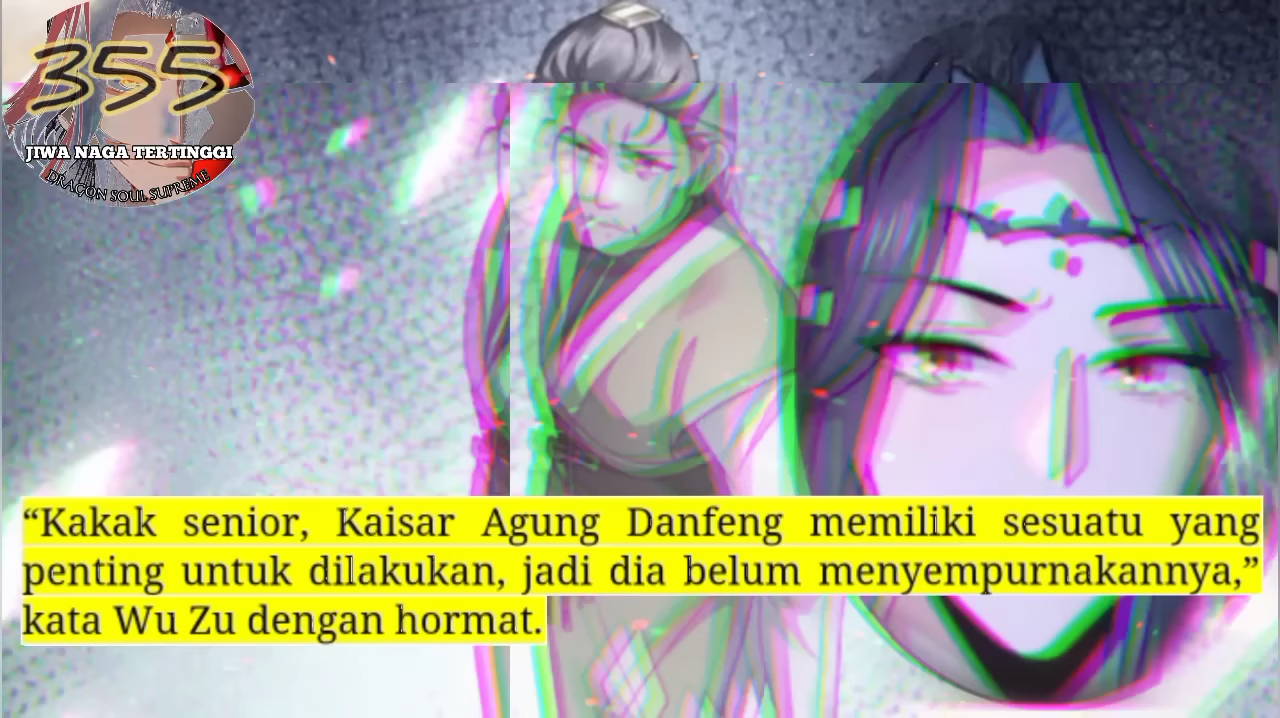 355
JIWA NAGA TERTINGGI
DRAGON SOUL SUPREME
“Kakak senior, Kaisar Agung Danfeng memiliki sesuatu yang
penting untuk dilakukan, jadi dia belum menyempurnakannya,”
kata Wu Zu dengan hormat.